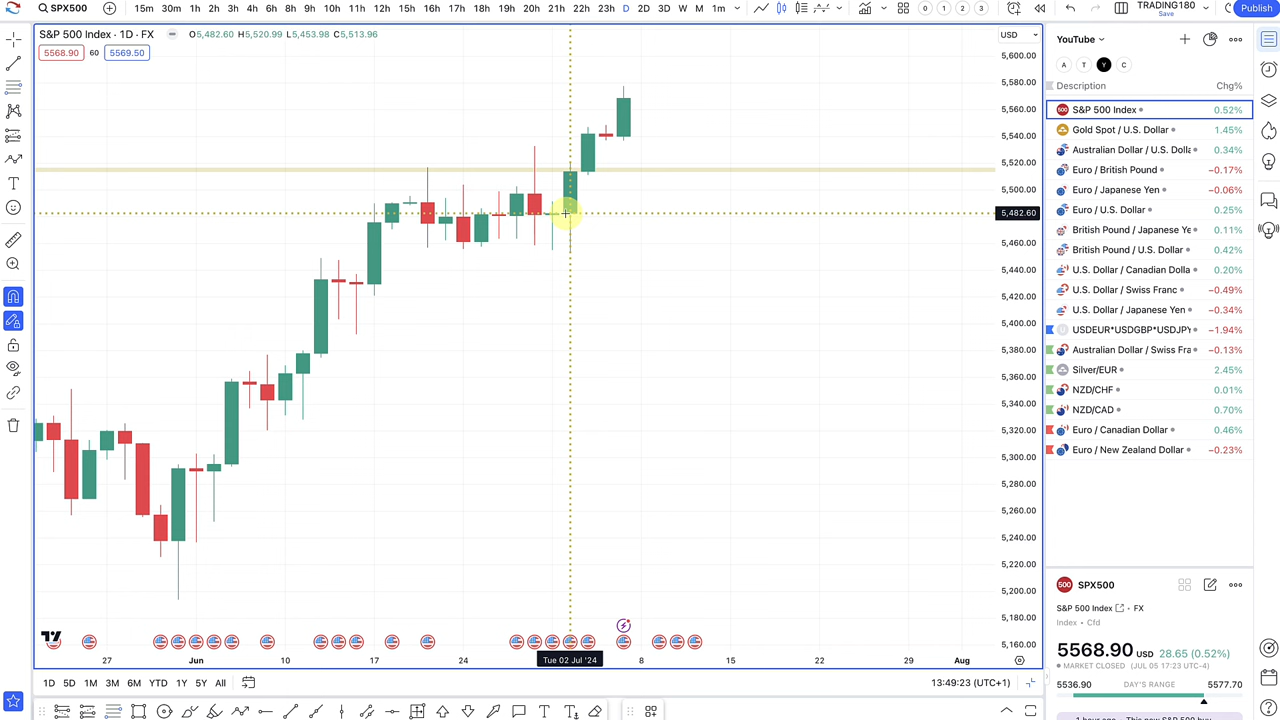 SPX500 15m 30m 1h 2h 3h 4h 6h 8h 9h 10h 11h 12h 15h 16h 17h 18h 19h 20h 21h 22h 23h D 2D 3D W M 1m 0 1 2 3 TRADING180 Save Publish
S&P 500 Index · 1D · FX O5,482.60 H5,520.99 L5,453.98 C5,513.96 USD
5568.90 60 5569.50
5,600.00
5,580.00
5,560.00
5,540.00
5,520.00
5,500.00
5,482.60
5,460.00
5,440.00
5,420.00
5,400.00
5,380.00
5,360.00
5,340.00
5,320.00
5,300.00
5,280.00
5,260.00
5,240.00
5,220.00
5,200.00
5,180.00
5,160.00
27 Jun 10 17 24 Tue 02 Jul '24 8 15 22 29 Aug
1D 5D 1M 3M 6M YTD 1Y 5Y All 13:49:23 (UTC+1)
YouTube
A T Y C
Description Chg%
S&P 500 Index 0.52%
Gold Spot / U.S. Dollar 1.45%
Australian Dollar / U.S. Dolla 0.34%
Euro / British Pound −0.17%
Euro / Japanese Yen −0.06%
Euro / U.S. Dollar 0.25%
British Pound / Japanese Ye 0.11%
British Pound / U.S. Dollar 0.42%
U.S. Dollar / Canadian Dolla 0.20%
U.S. Dollar / Swiss Franc −0.49%
U.S. Dollar / Japanese Yen −0.34%
USDEUR*USDGBP*USDJPY −1.94%
Australian Dollar / Swiss Fra −0.13%
Silver/EUR 2.45%
NZD/CHF 0.01%
NZD/CAD 0.70%
Euro / Canadian Dollar 0.46%
Euro / New Zealand Dollar −0.23%
500 SPX500
S&P 500 Index · FX
Index · Cfd
5568.90 USD 28.65 (0.52%)
MARKET CLOSED (JUL 05 17:23 UTC-4)
5536.90 DAY'S RANGE 5577.70